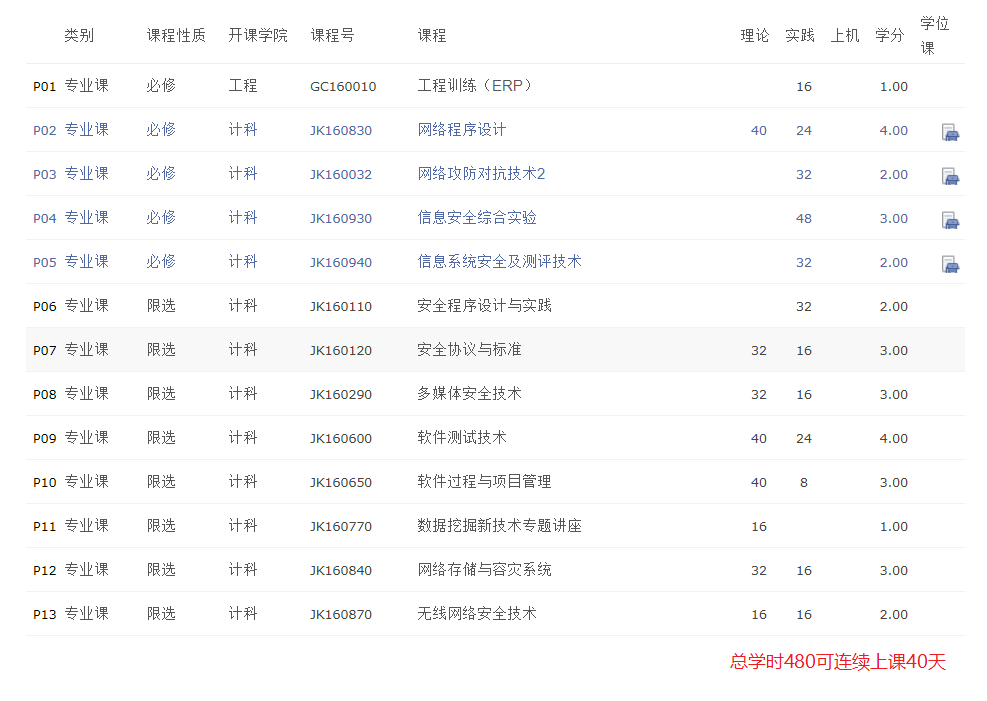 类别 课程性质 开课学院 课程号 课程 理论 实践 上机 学分 学位课
P01 专业课 必修 工程 GC160010 工程训练（ERP） 16 1.00
P02 专业课 必修 计科 JK160830 网络程序设计 40 24 4.00
P03 专业课 必修 计科 JK160032 网络攻防对抗技术2 32 2.00
P04 专业课 必修 计科 JK160930 信息安全综合实验 48 3.00
P05 专业课 必修 计科 JK160940 信息系统安全及测评技术 32 2.00
P06 专业课 限选 计科 JK160110 安全程序设计与实践 32 2.00
P07 专业课 限选 计科 JK160120 安全协议与标准 32 16 3.00
P08 专业课 限选 计科 JK160290 多媒体安全技术 32 16 3.00
P09 专业课 限选 计科 JK160600 软件测试技术 40 24 4.00
P10 专业课 限选 计科 JK160650 软件过程与项目管理 40 8 3.00
P11 专业课 限选 计科 JK160770 数据挖掘新技术专题讲座 16 1.00
P12 专业课 限选 计科 JK160840 网络存储与容灾系统 32 16 3.00
P13 专业课 限选 计科 JK160870 无线网络安全技术 16 16 2.00
总学时480可连续上课40天